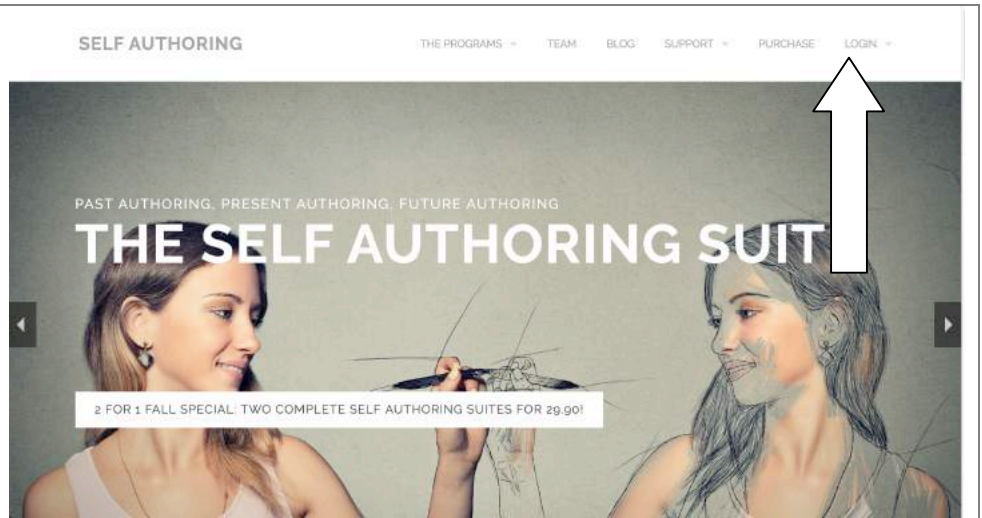 SELF AUTHORING
THE PROGRAMS TEAM BLOG SUPPORT PURCHASE LOGIN
PAST AUTHORING, PRESENT AUTHORING, FUTURE AUTHORING
THE SELF AUTHORING SUIT
2 FOR 1 FALL SPECIAL: TWO COMPLETE SELF AUTHORING SUITES FOR 29.90!